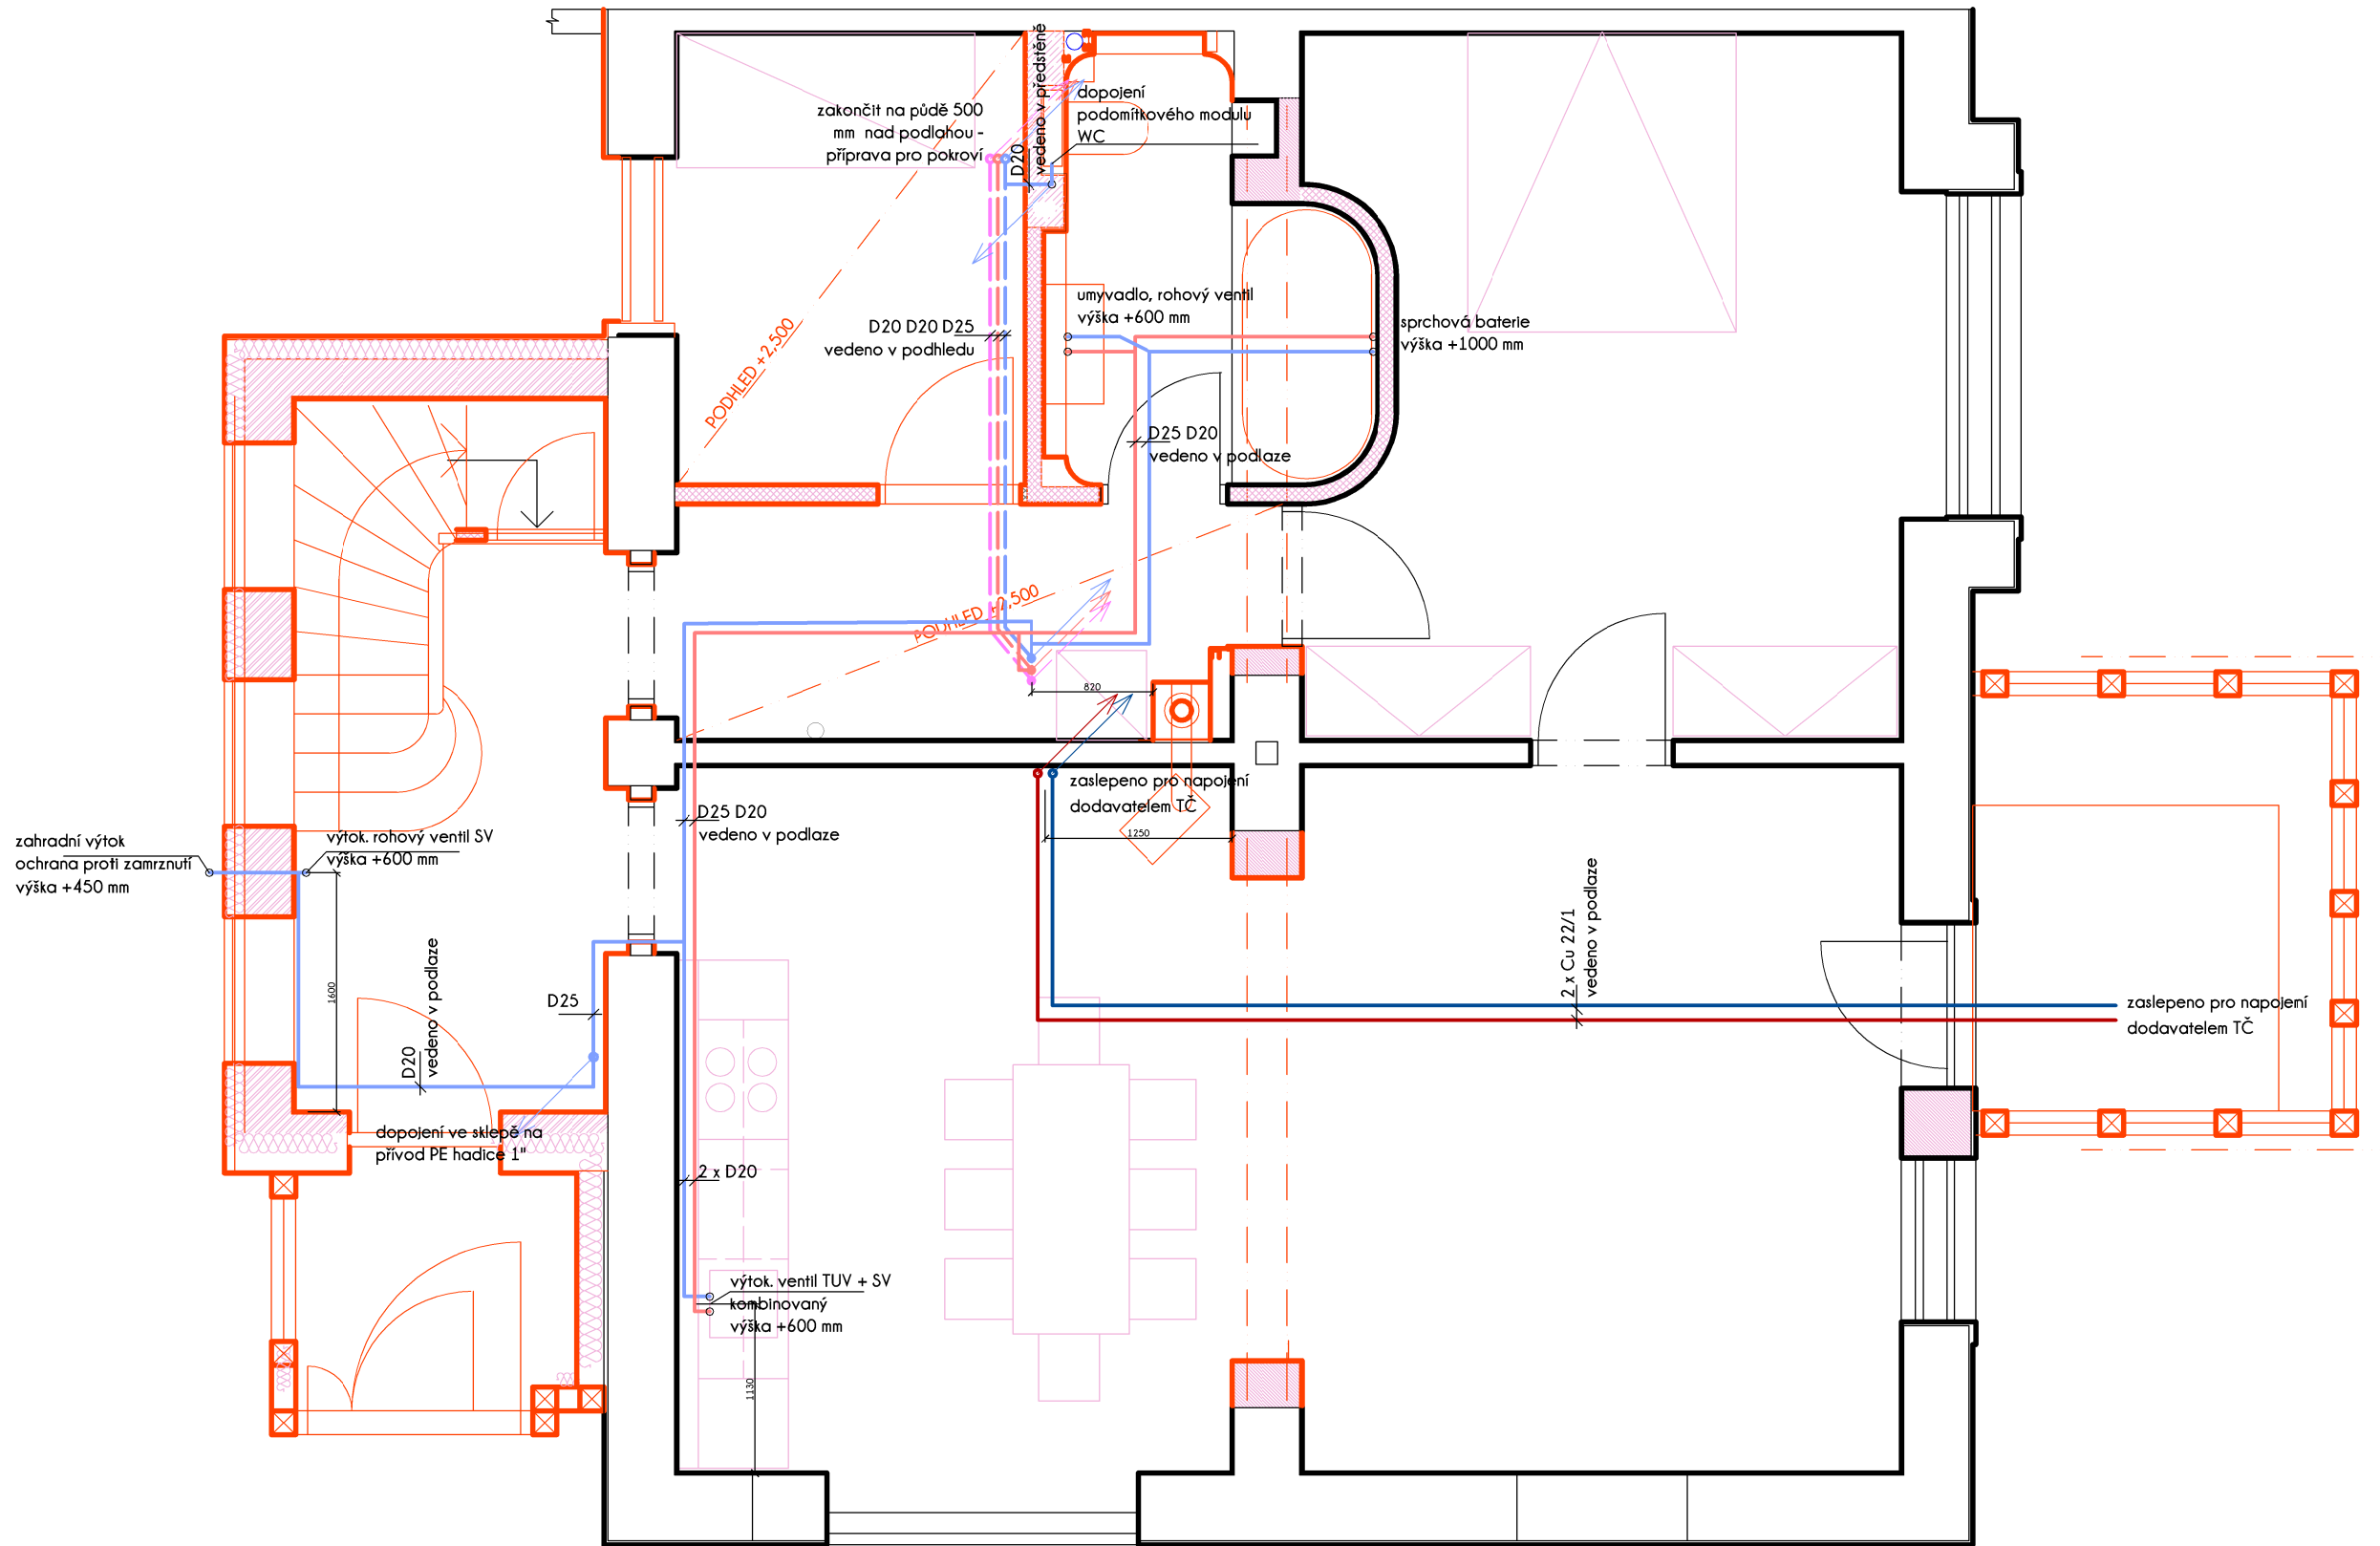 vedeno v předstěně
D20
zakončit na půdě 500
mm nad podlahou -
příprava pro pokroví
dopojení
podomítkového modulu
WC
umyvadlo, rohový ventil
výška +600 mm
sprchová baterie
výška +1000 mm
D20 D20 D25
vedeno v podhledu
PODHLED +2,500
D25 D20
vedeno v podlaze
PODHLED +2,500
820
zaslepeno pro napojení
dodavatelem TČ
1250
D25 D20
vedeno v podlaze
zahradní výtok
ochrana proti zamrznutí
výška +450 mm
výtok. rohový ventil SV
výška +600 mm
1600
D20
vedeno v podlaze
D25
2 x Cu 22/1
vedeno v podlaze
zaslepeno pro napojení
dodavatelem TČ
dopojení ve sklepě na
přívod PE hadice 1"
2 x D20
výtok. ventil TUV + SV
kombinovaný
výška +600 mm
1130